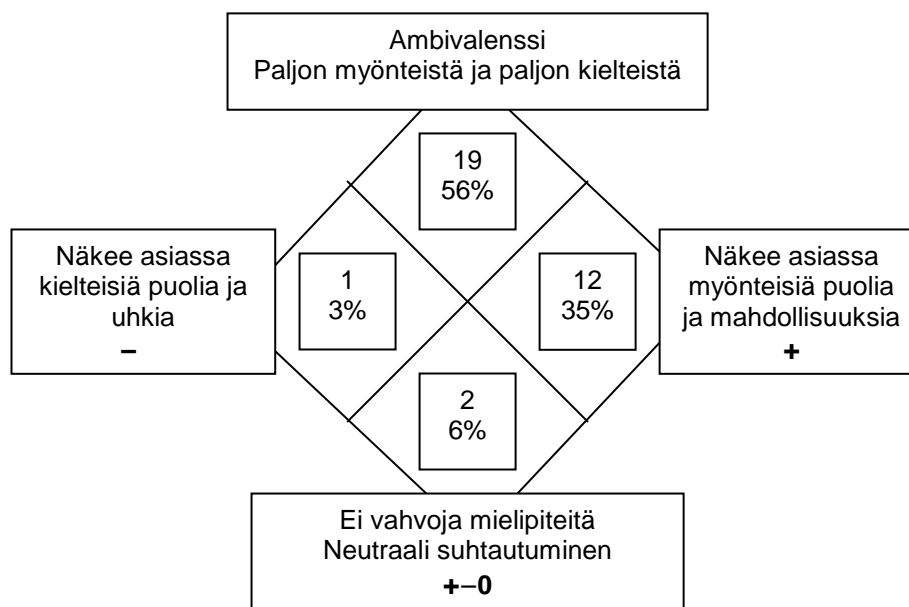 Ambivalenssi
Paljon myönteistä ja paljon kielteistä
19
56%
Näkee asiassa
kielteisiä puolia ja
uhkia
–
1
3%
12
35%
Näkee asiassa
myönteisiä puolia
ja mahdollisuuksia
+
2
6%
Ei vahvoja mielipiteitä
Neutraali suhtautuminen
+–0